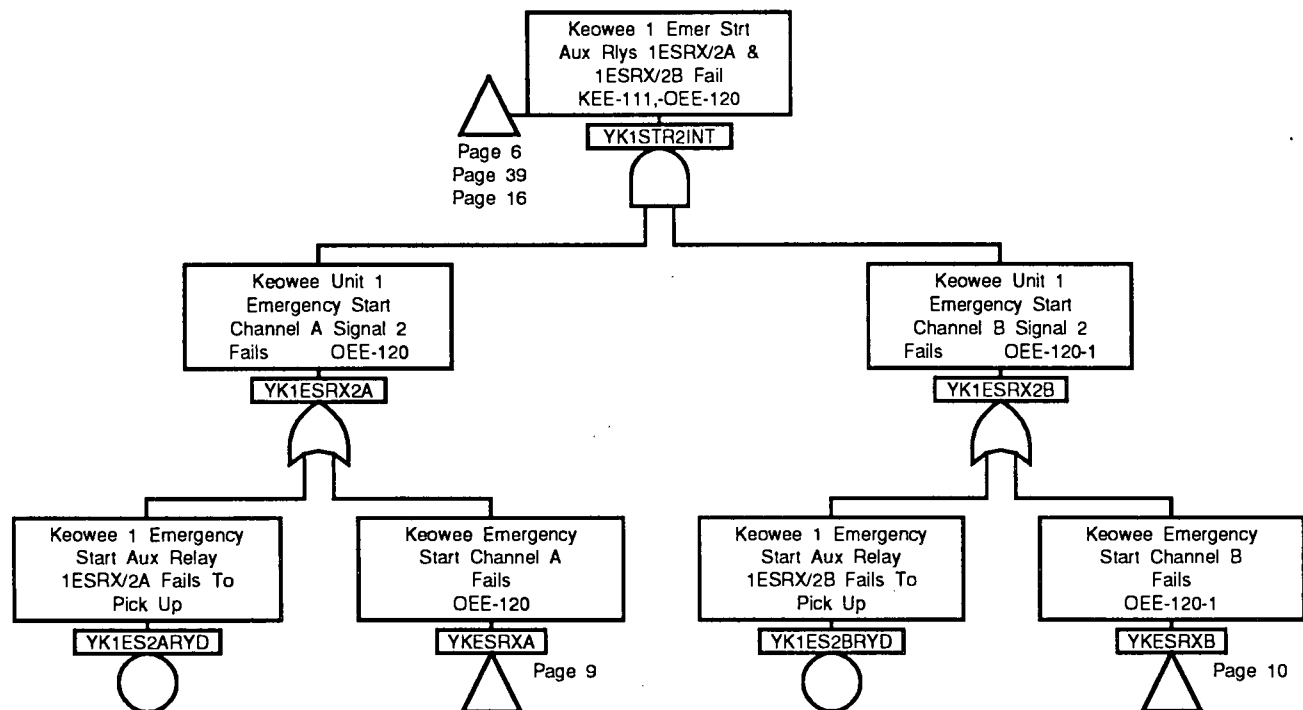 Keowee 1 Emer Strt
Aux Rlys 1ESRX/2A &
1ESRX/2B Fail
KEE-111,-OEE-120
YK1STR2INT
Page 6
Page 39
Page 16
Keowee Unit 1
Emergency Start
Channel A Signal 2
Fails OEE-120
YK1ESRX2A
Keowee Unit 1
Emergency Start
Channel B Signal 2
Fails OEE-120-1
YK1ESRX2B
Keowee 1 Emergency
Start Aux Relay
1ESRX/2A Fails To
Pick Up
YK1ES2ARYD
Keowee Emergency
Start Channel A
Fails
OEE-120
YKESRXA
Page 9
Keowee 1 Emergency
Start Aux Relay
1ESRX/2B Fails To
Pick Up
YK1ES2BRYD
Keowee Emergency
Start Channel B
Fails
OEE-120-1
YKESRXB
Page 10